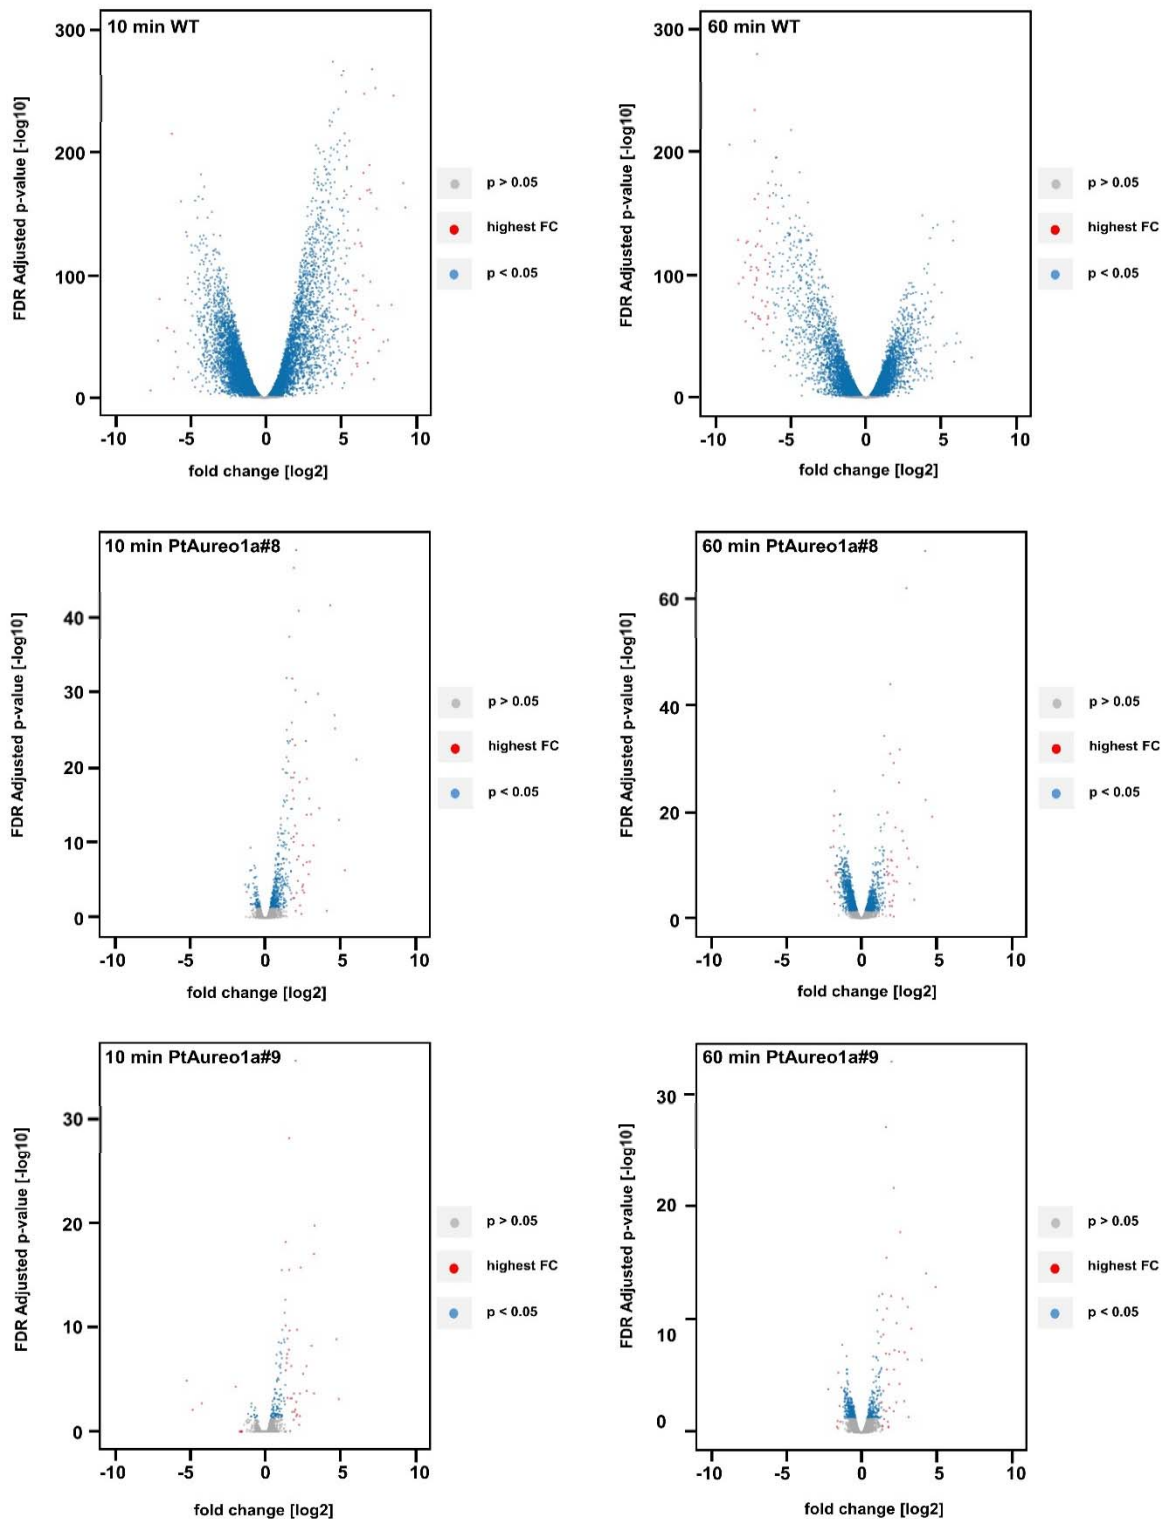 10 min WT
300
200
100
0
-10 -5 0 5 10
fold change [log2]
FDR Adjusted p-value [-log10]
p > 0.05
highest FC
p < 0.05
60 min WT
300
200
100
0
-10 -5 0 5 10
fold change [log2]
FDR Adjusted p-value [-log10]
p > 0.05
highest FC
p < 0.05
10 min PtAureo1a#8
40
30
20
10
0
-10 -5 0 5 10
fold change [log2]
FDR Adjusted p-value [-log10]
p > 0.05
highest FC
p < 0.05
60 min PtAureo1a#8
60
40
20
0
-10 -5 0 5 10
fold change [log2]
FDR Adjusted p-value [-log10]
p > 0.05
highest FC
p < 0.05
10 min PtAureo1a#9
30
20
10
0
-10 -5 0 5 10
fold change [log2]
FDR Adjusted p-value [-log10]
p > 0.05
highest FC
p < 0.05
60 min PtAureo1a#9
30
20
10
0
-10 -5 0 5 10
fold change [log2]
FDR Adjusted p-value [-log10]
p > 0.05
highest FC
p < 0.05